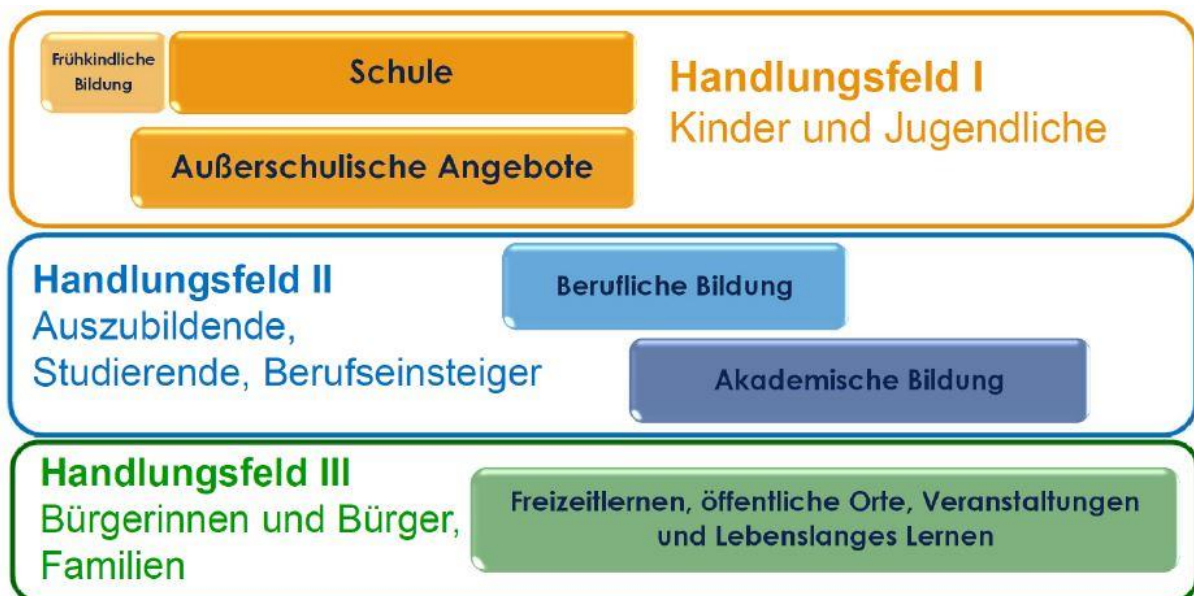 Frühkindliche
Bildung
Schule
Außerschulische Angebote
Handlungsfeld I
Kinder und Jugendliche
Handlungsfeld II
Auszubildende,
Studierende, Berufseinsteiger
Berufliche Bildung
Akademische Bildung
Handlungsfeld III
Bürgerinnen und Bürger,
Familien
Freizeitlernen, öffentliche Orte, Veranstaltungen
und Lebenslanges Lernen